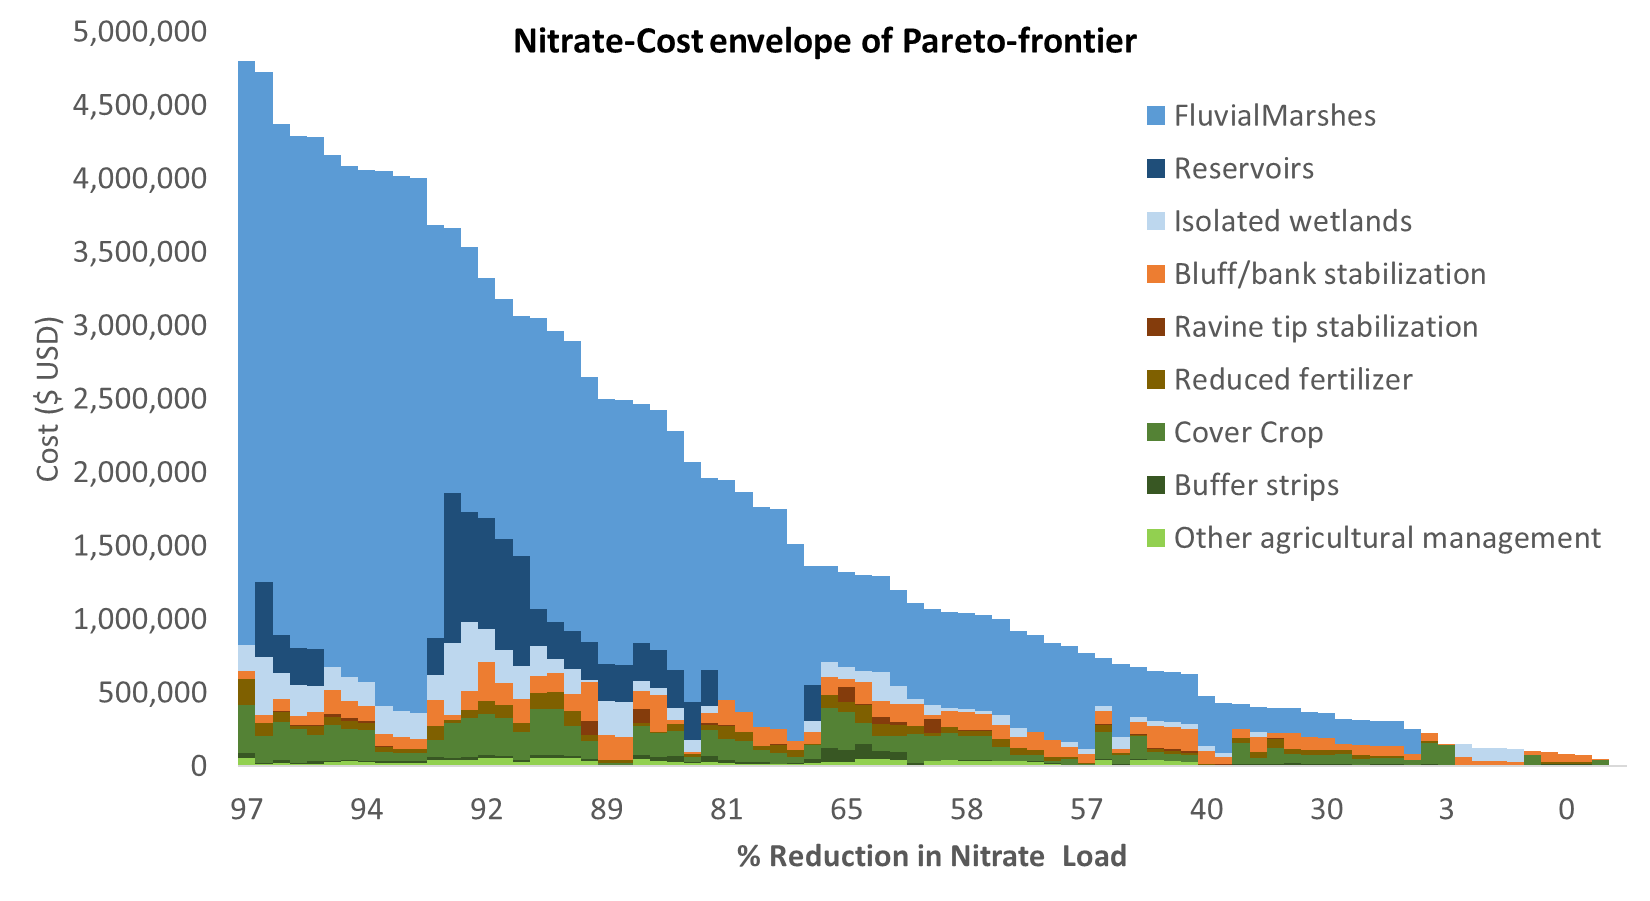 Nitrate-Cost envelope of Pareto-frontier
5,000,000
4,500,000
4,000,000
3,500,000
3,000,000
2,500,000
2,000,000
1,500,000
1,000,000
500,000
0
Cost ($ USD)
FluvialMarshes
Reservoirs
Isolated wetlands
Bluff/bank stabilization
Ravine tip stabilization
Reduced fertilizer
Cover Crop
Buffer strips
Other agricultural management
97 94 92 89 81 65 58 57 40 30 3 0
% Reduction in Nitrate Load